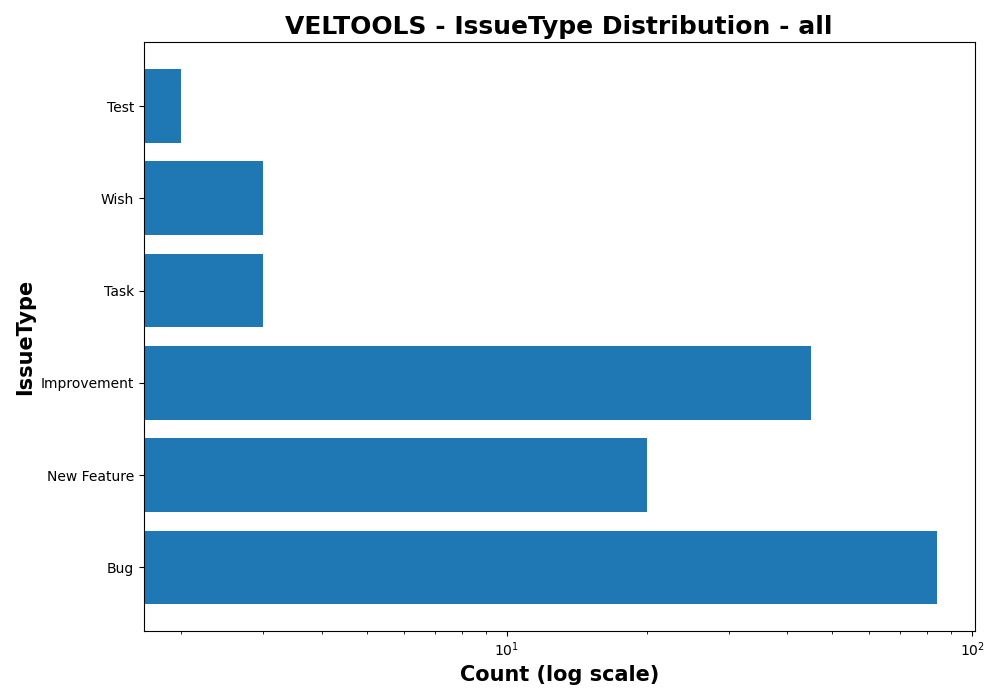 VELTOOLS - IssueType Distribution - all
Test
Wish
Task
Improvement
New Feature
Bug
IssueType
10¹
10²
Count (log scale)